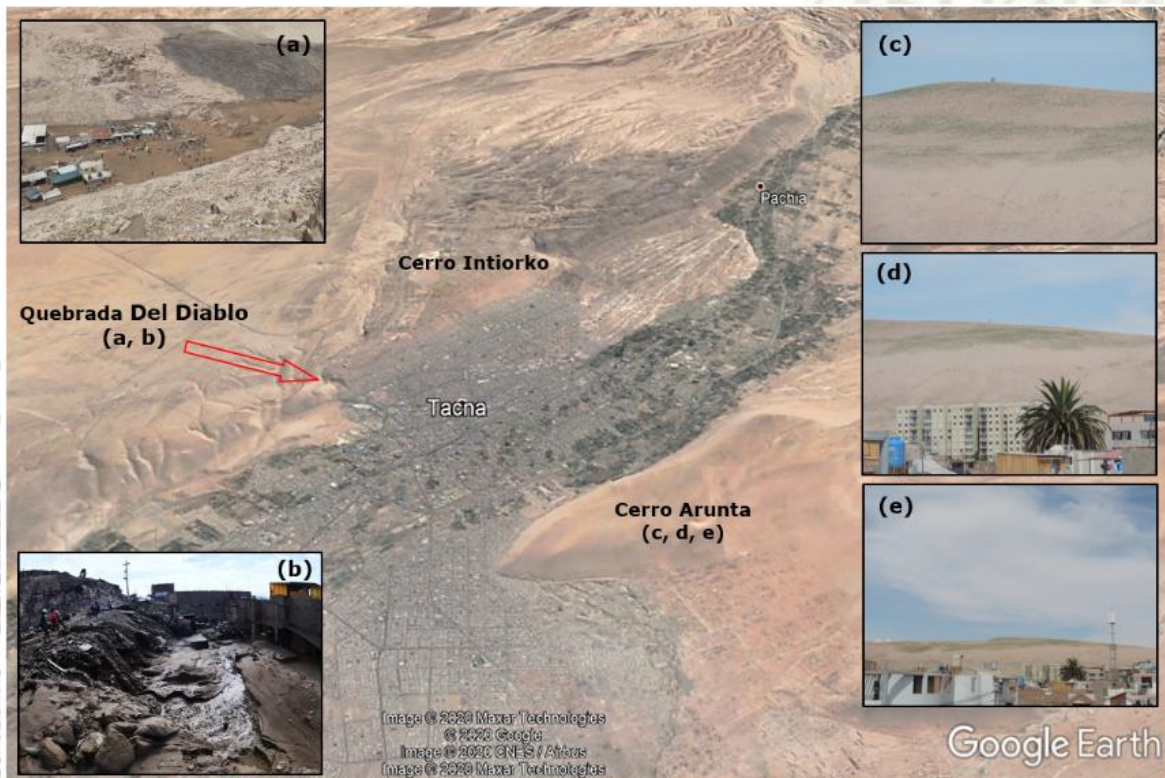 (a)
(c)
Pachia
Cerro Intiorko
Quebrada Del Diablo
(a, b)
(d)
Tacna
Cerro Arunta
(c, d, e)
(e)
(b)
Image © 2020 Maxar Technologies
© 2020 Google
Image © 2020 CNES / Airbus
Image © 2020 Maxar Technologies
Google Earth